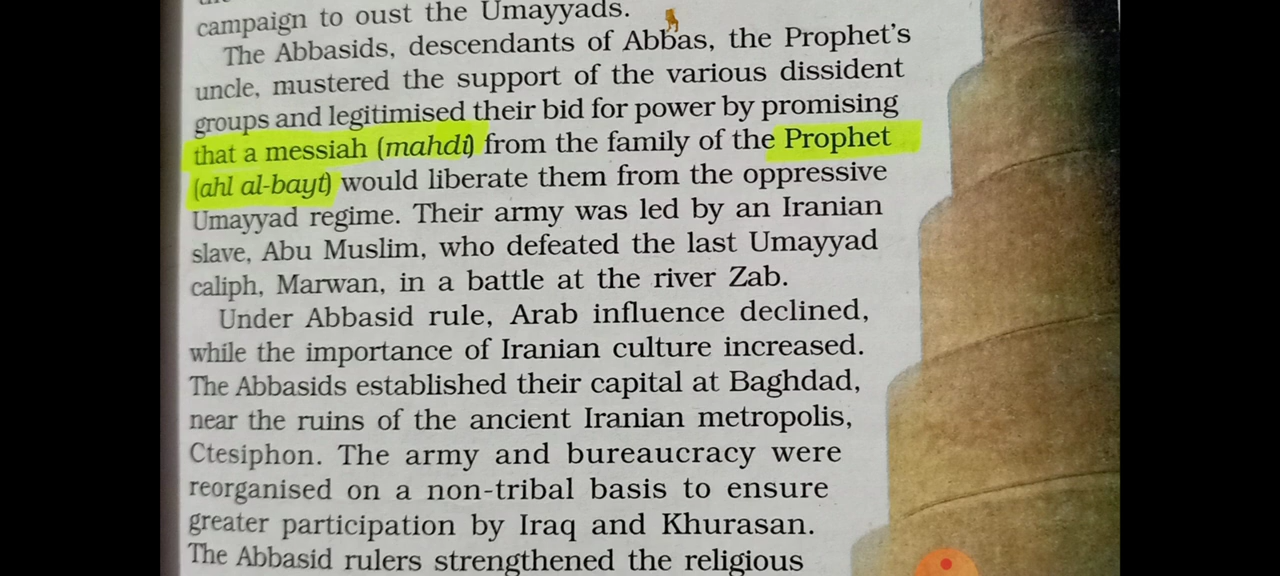 campaign to oust the Umayyads.
The Abbasids, descendants of Abbas, the Prophet's
uncle, mustered the support of the various dissident
groups and legitimised their bid for power by promising
that a messiah (mahdi) from the family of the Prophet
(ahl al-bayt) would liberate them from the oppressive
Umayyad regime. Their army was led by an Iranian
slave, Abu Muslim, who defeated the last Umayyad
caliph, Marwan, in a battle at the river Zab.
Under Abbasid rule, Arab influence declined,
while the importance of Iranian culture increased.
The Abbasids established their capital at Baghdad,
near the ruins of the ancient Iranian metropolis,
Ctesiphon. The army and bureaucracy were
reorganised on a non-tribal basis to ensure
greater participation by Iraq and Khurasan.
The Abbasid rulers strengthened the religious